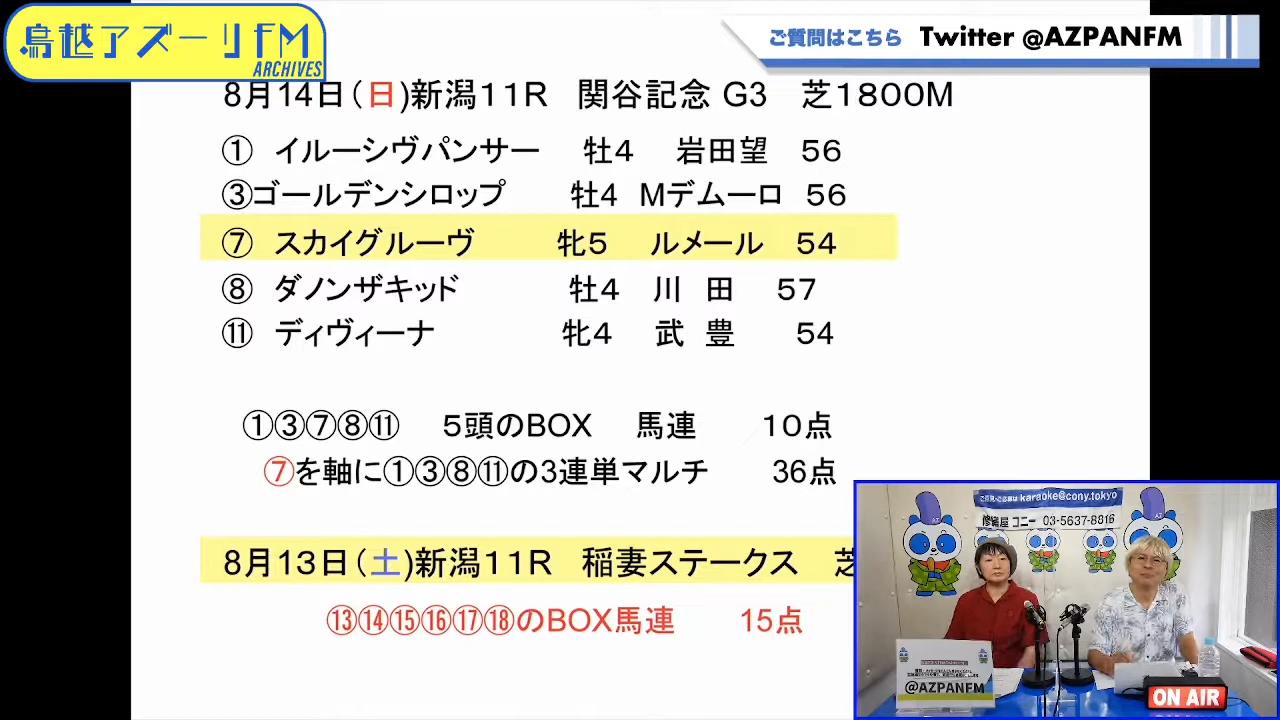 鳥越アズーリFM
ARCHIVES
ご質問はこちら Twitter @AZPANFM
8月14日(日)新潟11R 関谷記念 G3 芝1800M
① イルーシヴパンサー 牡4 岩田望 56
③ゴールデンシロップ 牡4 Mデムーロ 56
⑦ スカイグルーヴ 牝5 ルメール 54
⑧ ダノンザキッド 牡4 川 田 57
⑪ ディヴィーナ 牝4 武 豊 54
①③⑦⑧⑪ 5頭のBOX 馬連 10点
⑦を軸に①③⑧⑪の3連単マルチ 36点
8月13日(土)新潟11R 稲妻ステークス 芝
⑬⑭⑮⑯⑰⑱のBOX馬連 15点
karaoke@cony.tokyo
修繕屋 コニー 03-5637-8816
AZ
AZ
@AZPANFM
ON AIR